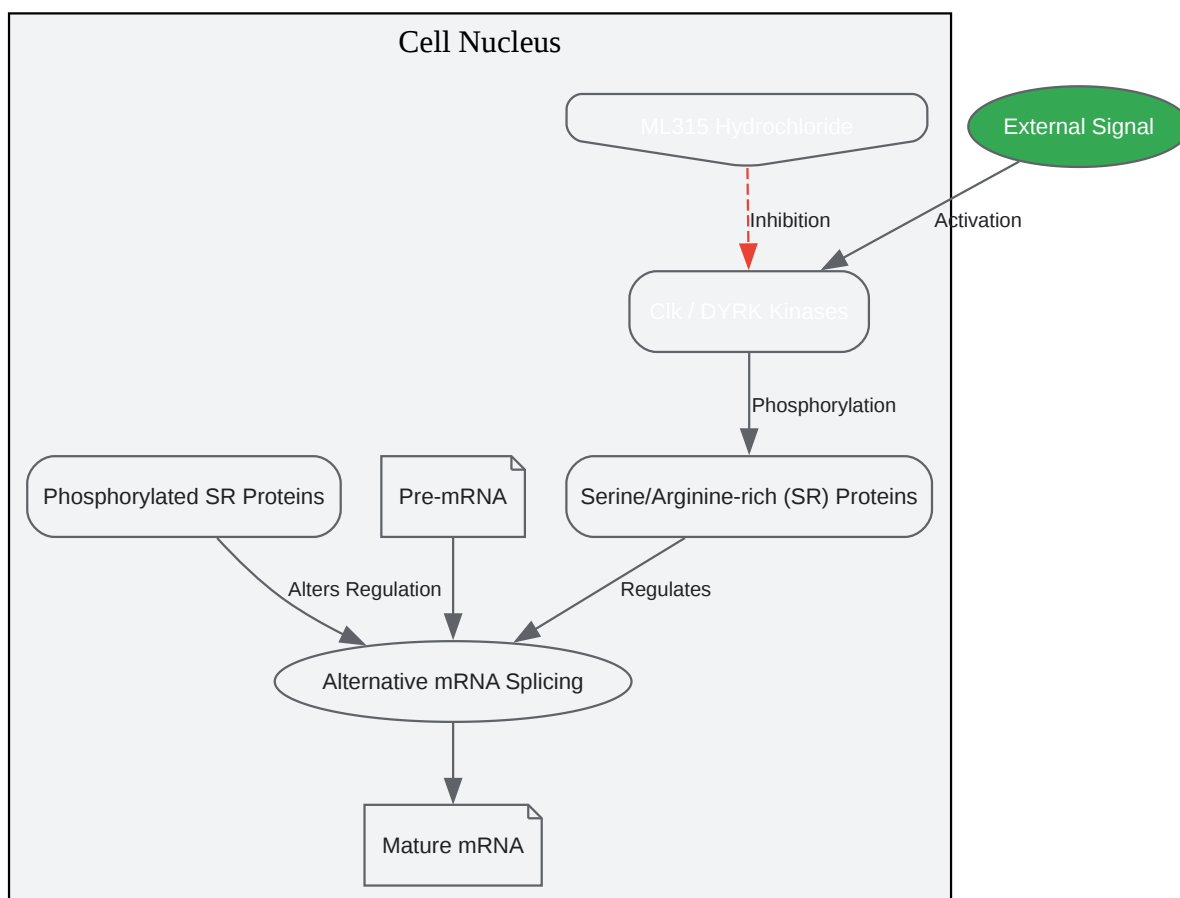 Cell Nucleus
ML315 Hydrochloride
External Signal
Inhibition
Activation
Clk / DYRK Kinases
Phosphorylation
Phosphorylated SR Proteins
Pre-mRNA
Serine/Arginine-rich (SR) Proteins
Alters Regulation
Regulates
Alternative mRNA Splicing
Mature mRNA